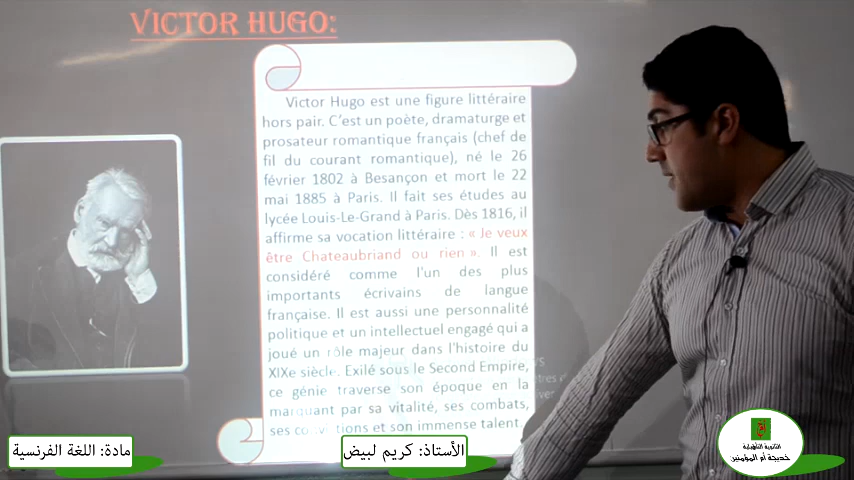 VICTOR HUGO:
Victor Hugo est une figure littéraire
hors pair. C’est un poète, dramaturge et
prosateur romantique français (chef de
fil du courant romantique), né le 26
février 1802 à Besançon et mort le 22
mai 1885 à Paris. Il fait ses études au
lycée Louis-Le-Grand à Paris. Dès 1816, il
affirme sa vocation littéraire : « Je veux
être Chateaubriand ou rien ». Il est
considéré comme l'un des plus
importants écrivains de langue
française. Il est aussi une personnalité
politique et un intellectuel engagé qui a
joué un rôle majeur dans l'histoire du
XIXe siècle. Exilé sous le Second Empire,
ce génie traverse son époque en la
marquant par sa vitalité, ses combats,
ses et son immense talent.
مادة: اللغة الفرنسية
الأستاذ: كريم لبيض
الثانوية التأهيلية
خديجة أم المؤمنين